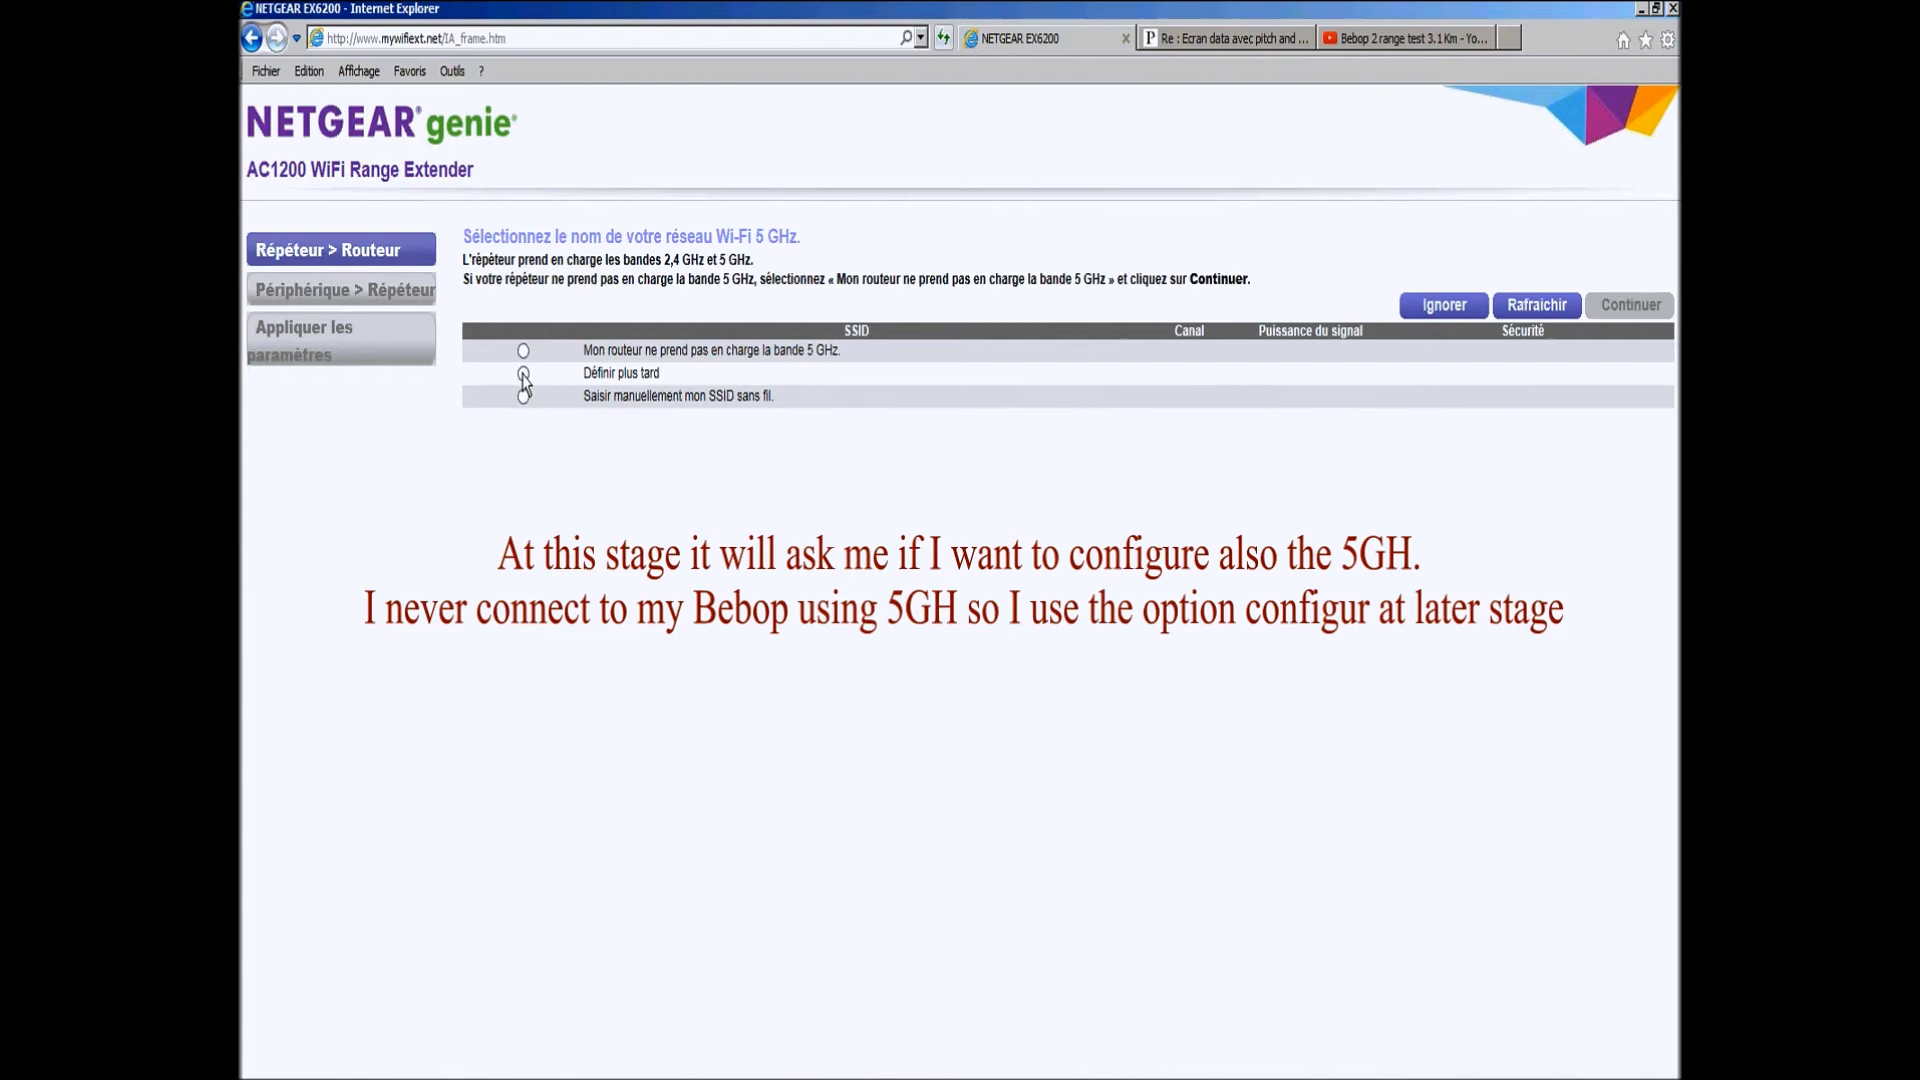 NETGEAR EX6200 - Internet Explorer
http://www.mywifiext.net/IA_frame.htm
NETGEAR EX6200
Re : Ecran data avec pitch and ...
Bebop 2 range test 3.1 Km - Yo...
Fichier Edition Affichage Favoris Outils ?
NETGEAR® genie®
AC1200 WiFi Range Extender
Répéteur > Routeur
Périphérique > Répéteur
Appliquer les
paramètres
Sélectionnez le nom de votre réseau Wi-Fi 5 GHz.
L'répéteur prend en charge les bandes 2,4 GHz et 5 GHz.
Si votre répéteur ne prend pas en charge la bande 5 GHz, sélectionnez « Mon routeur ne prend pas en charge la bande 5 GHz » et cliquez sur Continuer.
Ignorer Rafraichir Continuer
SSID Canal Puissance du signal Sécurité
Mon routeur ne prend pas en charge la bande 5 GHz.
Définir plus tard
Saisir manuellement mon SSID sans fil.
At this stage it will ask me if I want to configure also the 5GH.
I never connect to my Bebop using 5GH so I use the option configur at later stage